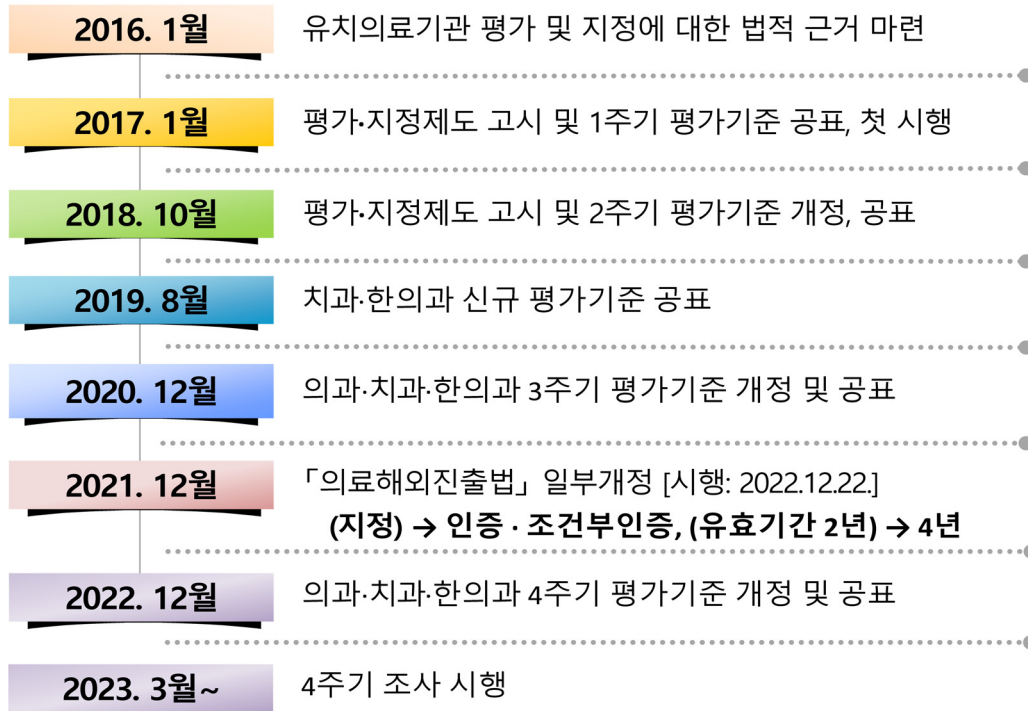 2016. 1월
유치의료기관 평가 및 지정에 대한 법적 근거 마련
2017. 1월
평가·지정제도 고시 및 1주기 평가기준 공표, 첫 시행
2018. 10월
평가·지정제도 고시 및 2주기 평가기준 개정, 공표
2019. 8월
치과·한의과 신규 평가기준 공표
2020. 12월
의과·치과·한의과 3주기 평가기준 개정 및 공표
2021. 12월
「의료해외진출법」 일부개정 [시행: 2022.12.22.]
(지정) → 인증 · 조건부인증, (유효기간 2년) → 4년
2022. 12월
의과·치과·한의과 4주기 평가기준 개정 및 공표
2023. 3월~
4주기 조사 시행